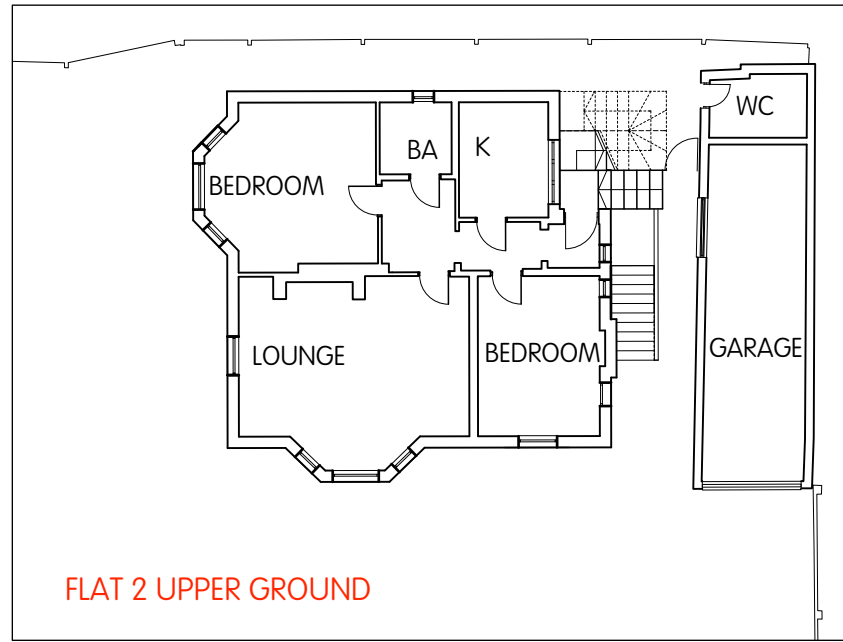 WC
BA
K
BEDROOM
LOUNGE
BEDROOM
GARAGE
FLAT 2 UPPER GROUND